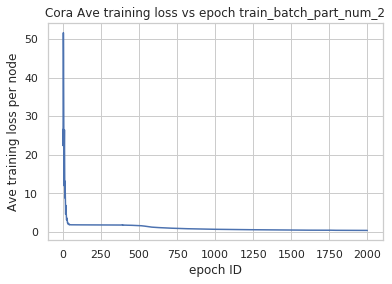 Cora Ave training loss vs epoch train_batch_part_num_2
Ave training loss per node
50
40
30
20
10
0
0 250 500 750 1000 1250 1500 1750 2000
epoch ID